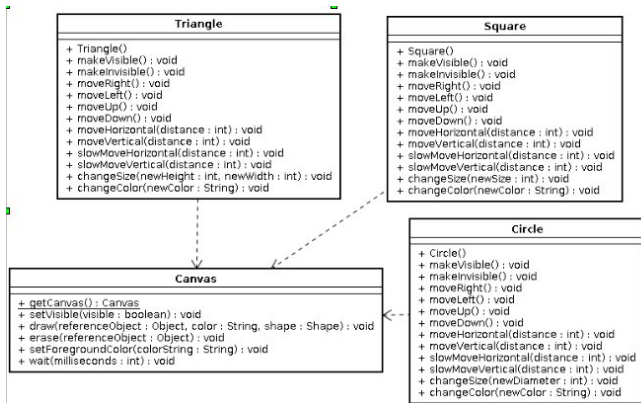 Triangle
+ Triangle()
+ makeVisible() : void
+ makeInvisible() : void
+ moveRight() : void
+ moveLeft() : void
+ moveUp() : void
+ moveDown() : void
+ moveHorizontal(distance : int) : void
+ moveVertical(distance : int) : void
+ slowMoveHorizontal(distance : int) : void
+ slowMoveVertical(distance : int) : void
+ changeSize(newHeight : int, newWidth : int) : void
+ changeColor(newColor : String) : void
Square
+ Square()
+ makeVisible() : void
+ makeInvisible() : void
+ moveRight() : void
+ moveLeft() : void
+ moveUp() : void
+ moveDown() : void
+ moveHorizontal(distance : int) : void
+ moveVertical(distance : int) : void
+ slowMoveHorizontal(distance : int) : void
+ slowMoveVertical(distance : int) : void
+ changeSize(newSize : int) : void
+ changeColor(newColor : String) : void
Canvas
+ getCanvas() : Canvas
+ setVisible(visible : boolean) : void
+ draw(referenceObject : Object, color : String, shape : Shape) : void
+ erase(referenceObject : Object) : void
+ setForegroundColor(colorString : String) : void
+ wait(milliseconds : int) : void
Circle
+ Circle()
+ makeVisible() : void
+ makeInvisible() : void
+ moveRight() : void
+ moveLeft() : void
+ moveUp() : void
+ moveDown() : void
+ moveHorizontal(distance : int) : void
+ moveVertical(distance : int) : void
+ slowMoveHorizontal(distance : int) : void
+ slowMoveVertical(distance : int) : void
+ changeSize(newDiameter : int) : void
+ changeColor(newColor : String) : void